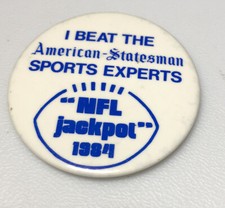 I BEAT THE
American-Statesman
SPORTS EXPERTS
"NFL
jackpot"
1984